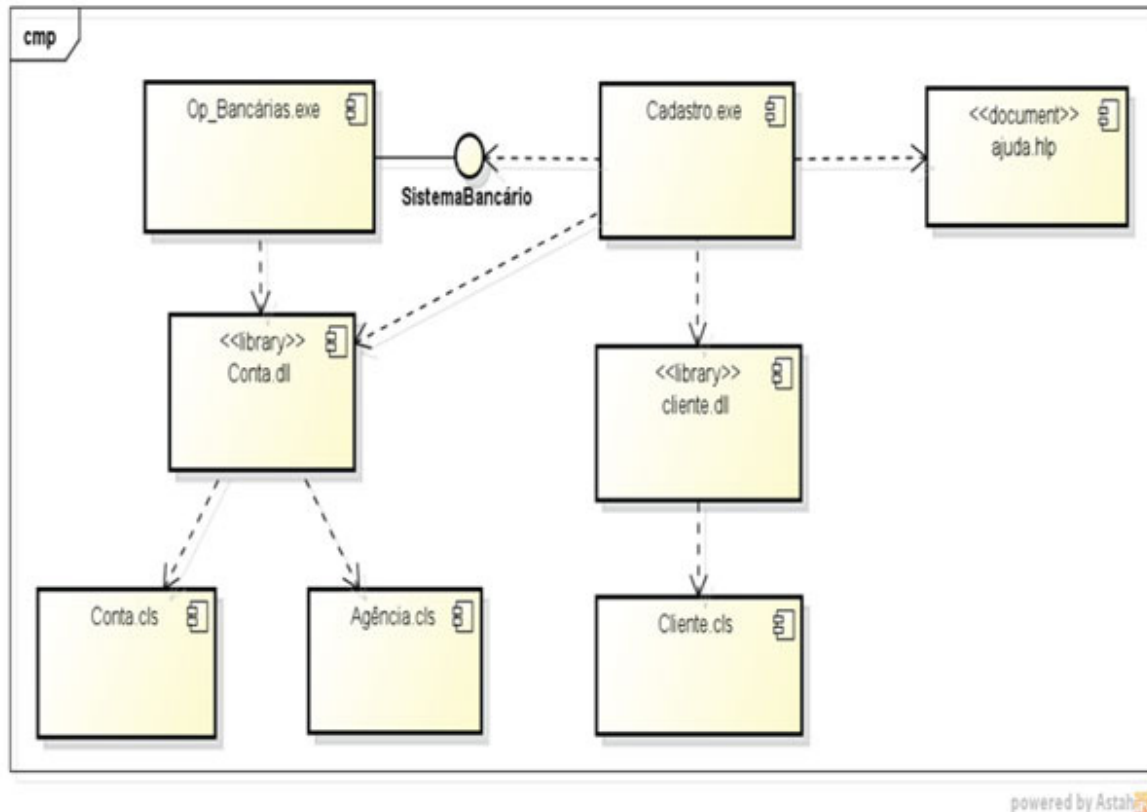 cmp
Op_Bancárias.exe
Cadastro.exe
<<document>>
ajuda.hlp
SistemaBancário
<<library>>
Conta.dll
<<library>>
cliente.dll
Conta.cls
Agência.cls
Cliente.cls
powered by Astah